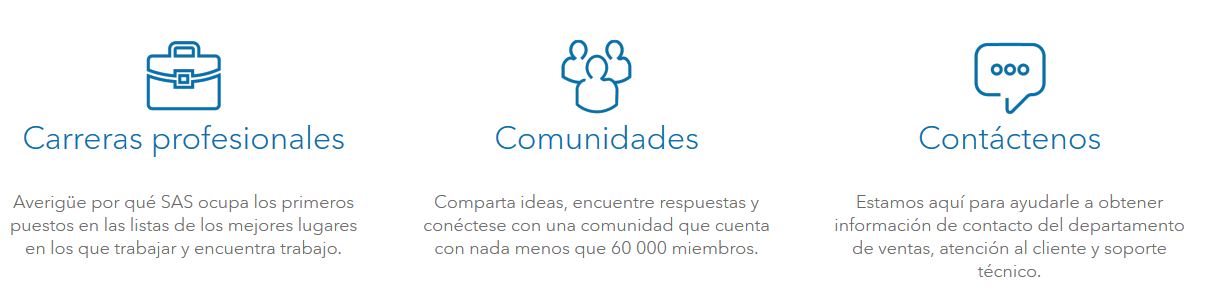 Carreras profesionales
Averigüe por qué SAS ocupa los primeros
puestos en las listas de los mejores lugares
en los que trabajar y encuentra trabajo.
Comunidades
Comparta ideas, encuentre respuestas y
conéctese con una comunidad que cuenta
con nada menos que 60 000 miembros.
Contáctenos
Estamos aquí para ayudarle a obtener
información de contacto del departamento
de ventas, atención al cliente y soporte
técnico.